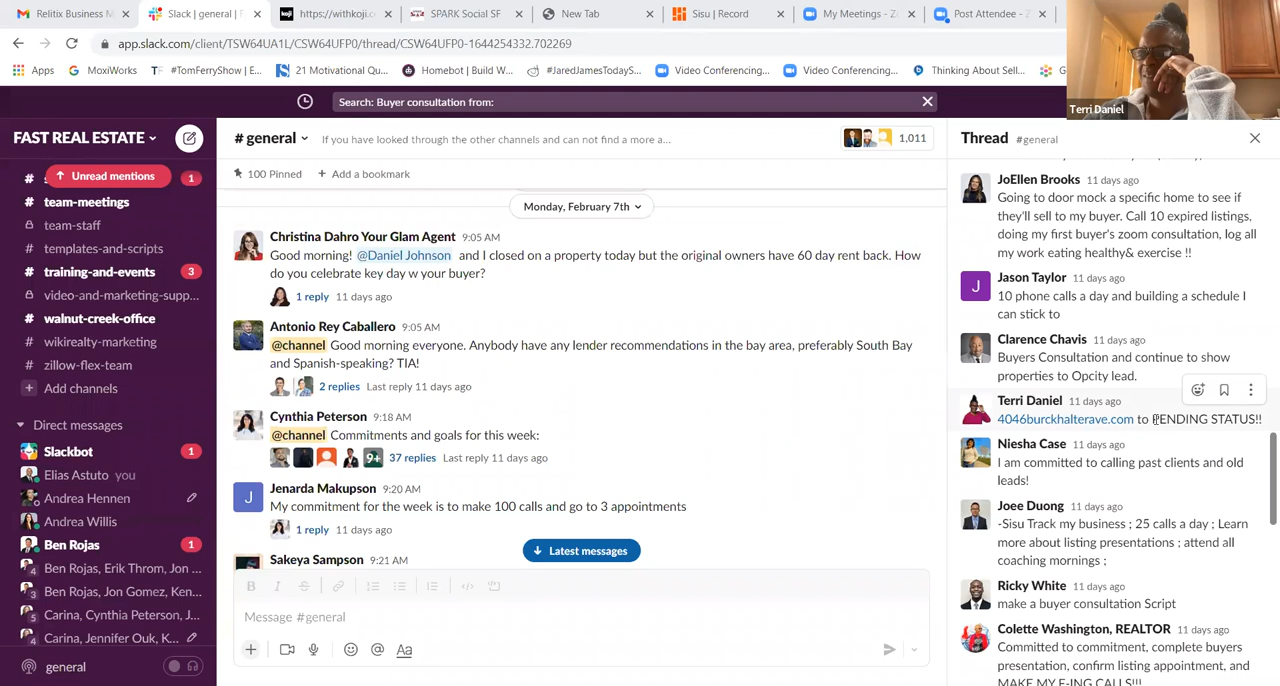 Relitix Business M
Slack | general | F
https://withkoji.c
SPARK Social SF
New Tab
Sisu | Record
My Meetings - Z
Post Attendee - Z
app.slack.com/client/TSW64UA1L/CSW64UFP0/thread/CSW64UFP0-1644254332.702269
Apps
MoxiWorks
#TomFerryShow | E...
21 Motivational Qu...
Homebot | Build W...
#JaredJamesTodayS...
Video Conferencing...
Video Conferencing...
Thinking About Sell...
Terri Daniel
Search: Buyer consultation from:
FAST REAL ESTATE
Unread mentions
1
# team-meetings
team-staff
# templates-and-scripts
# training-and-events 3
video-and-marketing-supp...
# walnut-creek-office
# wikirealty-marketing
# zillow-flex-team
+ Add channels
Direct messages
Slackbot 1
Elias Astuto you
Andrea Hennen
Andrea Willis
Ben Rojas 1
4 Ben Rojas, Erik Throm, Jon ...
3 Ben Rojas, Jon Gomez, Ken...
5 Carina, Cynthia Peterson, J...
4 Carina, Jennifer Ouk, K...
general
# general
If you have looked through the other channels and can not find a more a...
1,011
100 Pinned
+ Add a bookmark
Monday, February 7th
Christina Dahro Your Glam Agent 9:05 AM
Good morning! @Daniel Johnson and I closed on a property today but the original owners have 60 day rent back. How
do you celebrate key day w your buyer?
1 reply 11 days ago
Antonio Rey Caballero 9:05 AM
@channel Good morning everyone. Anybody have any lender recommendations in the bay area, preferably South Bay
and Spanish-speaking? TIA!
2 replies Last reply 11 days ago
Cynthia Peterson 9:18 AM
@channel Commitments and goals for this week:
9+ 37 replies Last reply 11 days ago
J
Jenarda Makupson 9:20 AM
My commitment for the week is to make 100 calls and go to 3 appointments
1 reply 11 days ago
Sakeya Sampson 9:21 AM
Latest messages
B I S
Message #general
Aa
Thread #general
JoEllen Brooks 11 days ago
Going to door mock a specific home to see if
they'll sell to my buyer. Call 10 expired listings,
doing my first buyer's zoom consultation, log all
my work eating healthy& exercise !!
J
Jason Taylor 11 days ago
10 phone calls a day and building a schedule I
can stick to
Clarence Chavis 11 days ago
Buyers Consultation and continue to show
properties to Opcity lead.
Terri Daniel 11 days ago
4046burckhalterave.com to PENDING STATUS!!
Niesha Case 11 days ago
I am committed to calling past clients and old
leads!
Joee Duong 11 days ago
-Sisu Track my business ; 25 calls a day ; Learn
more about listing presentations ; attend all
coaching mornings ;
Ricky White 11 days ago
make a buyer consultation Script
Colette Washington, REALTOR 11 days ago
Committed to commitment, complete buyers
presentation, confirm listing appointment, and
MAKE MY F-ING CALLS!!!